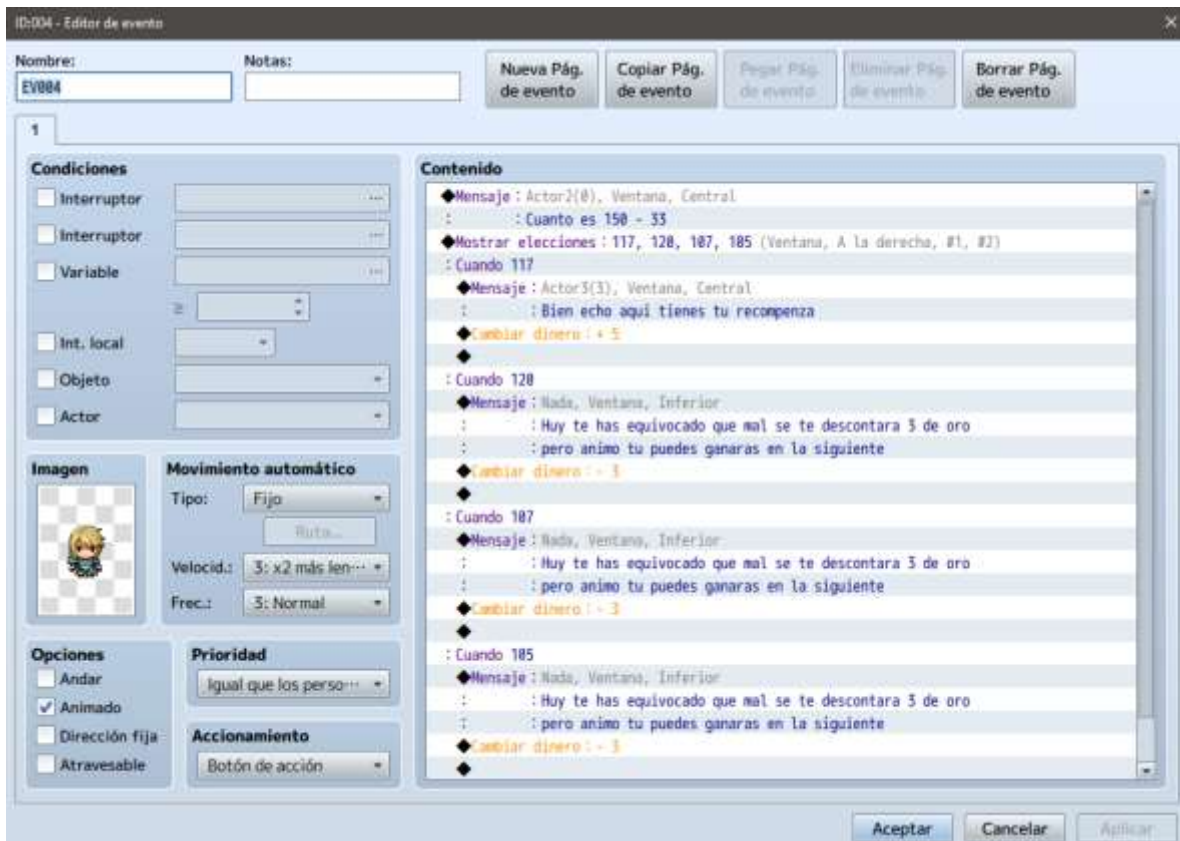 ID:004 - Editor de evento
Nombre:
Notas:
EV004
Nueva Pág.
de evento
Copiar Pág.
de evento
Pegar Pág.
de evento
Eliminar Pág.
de evento
Borrar Pág.
de evento
1
Condiciones
Interruptor
Interruptor
Variable
≥
Int. local
Objeto
Actor
Imagen
Movimiento automático
Tipo:
Fijo
Ruta...
Velocid.:
3: x2 más len···
Frec.:
3: Normal
Opciones
Andar
Animado
Dirección fija
Atravesable
Prioridad
Igual que los perso···
Accionamiento
Botón de acción
Contenido
◆Mensaje : Actor2(0), Ventana, Central
: : Cuanto es 150 - 33
◆Mostrar elecciones : 117, 120, 107, 105 (Ventana, A la derecha, #1, #2)
: Cuando 117
◆Mensaje : Actor3(3), Ventana, Central
: : Bien echo aqui tienes tu recompenza
◆Cambiar dinero : + 5
◆
: Cuando 120
◆Mensaje : Nada, Ventana, Inferior
: : Huy te has equivocado que mal se te descontara 3 de oro
: : pero animo tu puedes ganaras en la siguiente
◆Cambiar dinero : - 3
◆
: Cuando 107
◆Mensaje : Nada, Ventana, Inferior
: : Huy te has equivocado que mal se te descontara 3 de oro
: : pero animo tu puedes ganaras en la siguiente
◆Cambiar dinero : - 3
◆
: Cuando 105
◆Mensaje : Nada, Ventana, Inferior
: : Huy te has equivocado que mal se te descontara 3 de oro
: : pero animo tu puedes ganaras en la siguiente
◆Cambiar dinero : - 3
◆
Aceptar
Cancelar
Aplicar